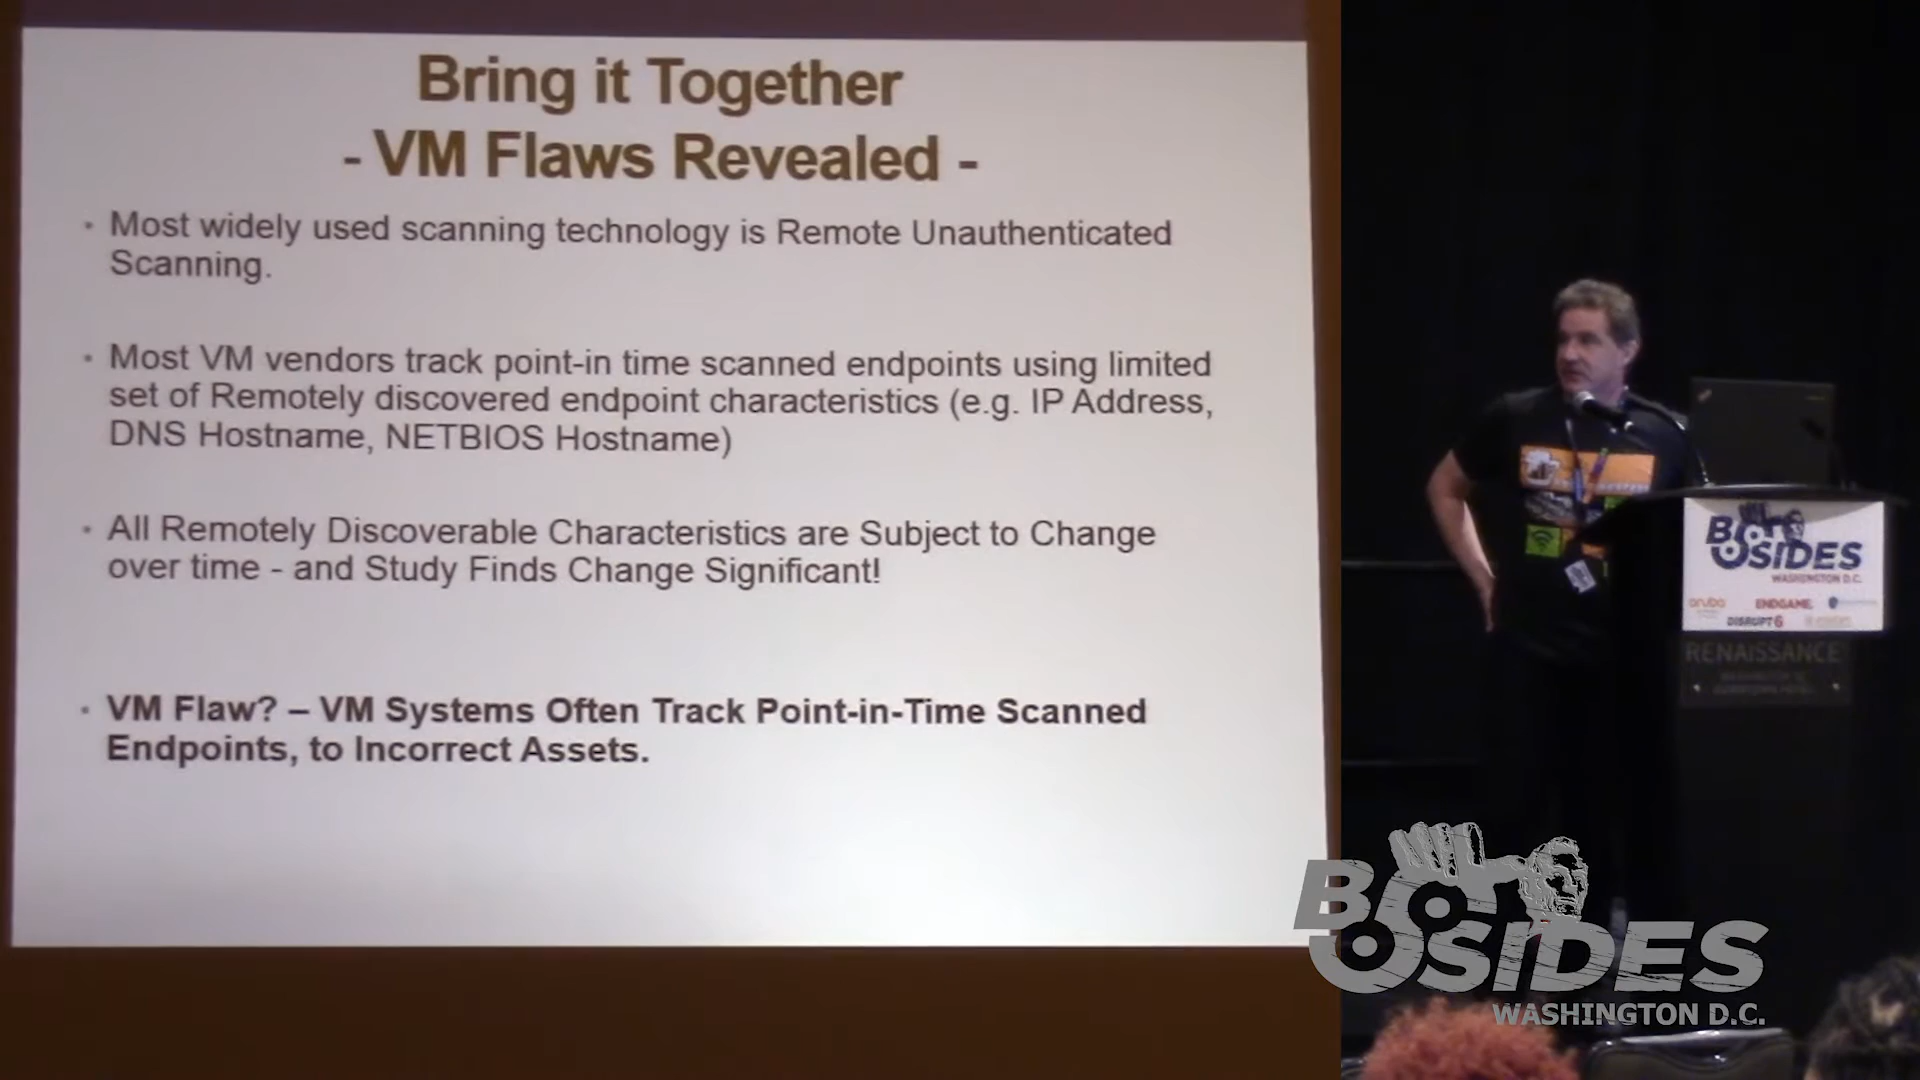 Bring it Together
- VM Flaws Revealed -
• Most widely used scanning technology is Remote Unauthenticated
Scanning.
• Most VM vendors track point-in time scanned endpoints using limited
set of Remotely discovered endpoint characteristics (e.g. IP Address,
DNS Hostname, NETBIOS Hostname)
• All Remotely Discoverable Characteristics are Subject to Change
over time - and Study Finds Change Significant!
• VM Flaw? – VM Systems Often Track Point-in-Time Scanned
Endpoints, to Incorrect Assets.
BSIDES
WASHINGTON D.C.
aruba ENDGAME.
DISRUPT6
RENAISSANCE
BSIDES
WASHINGTON D.C.